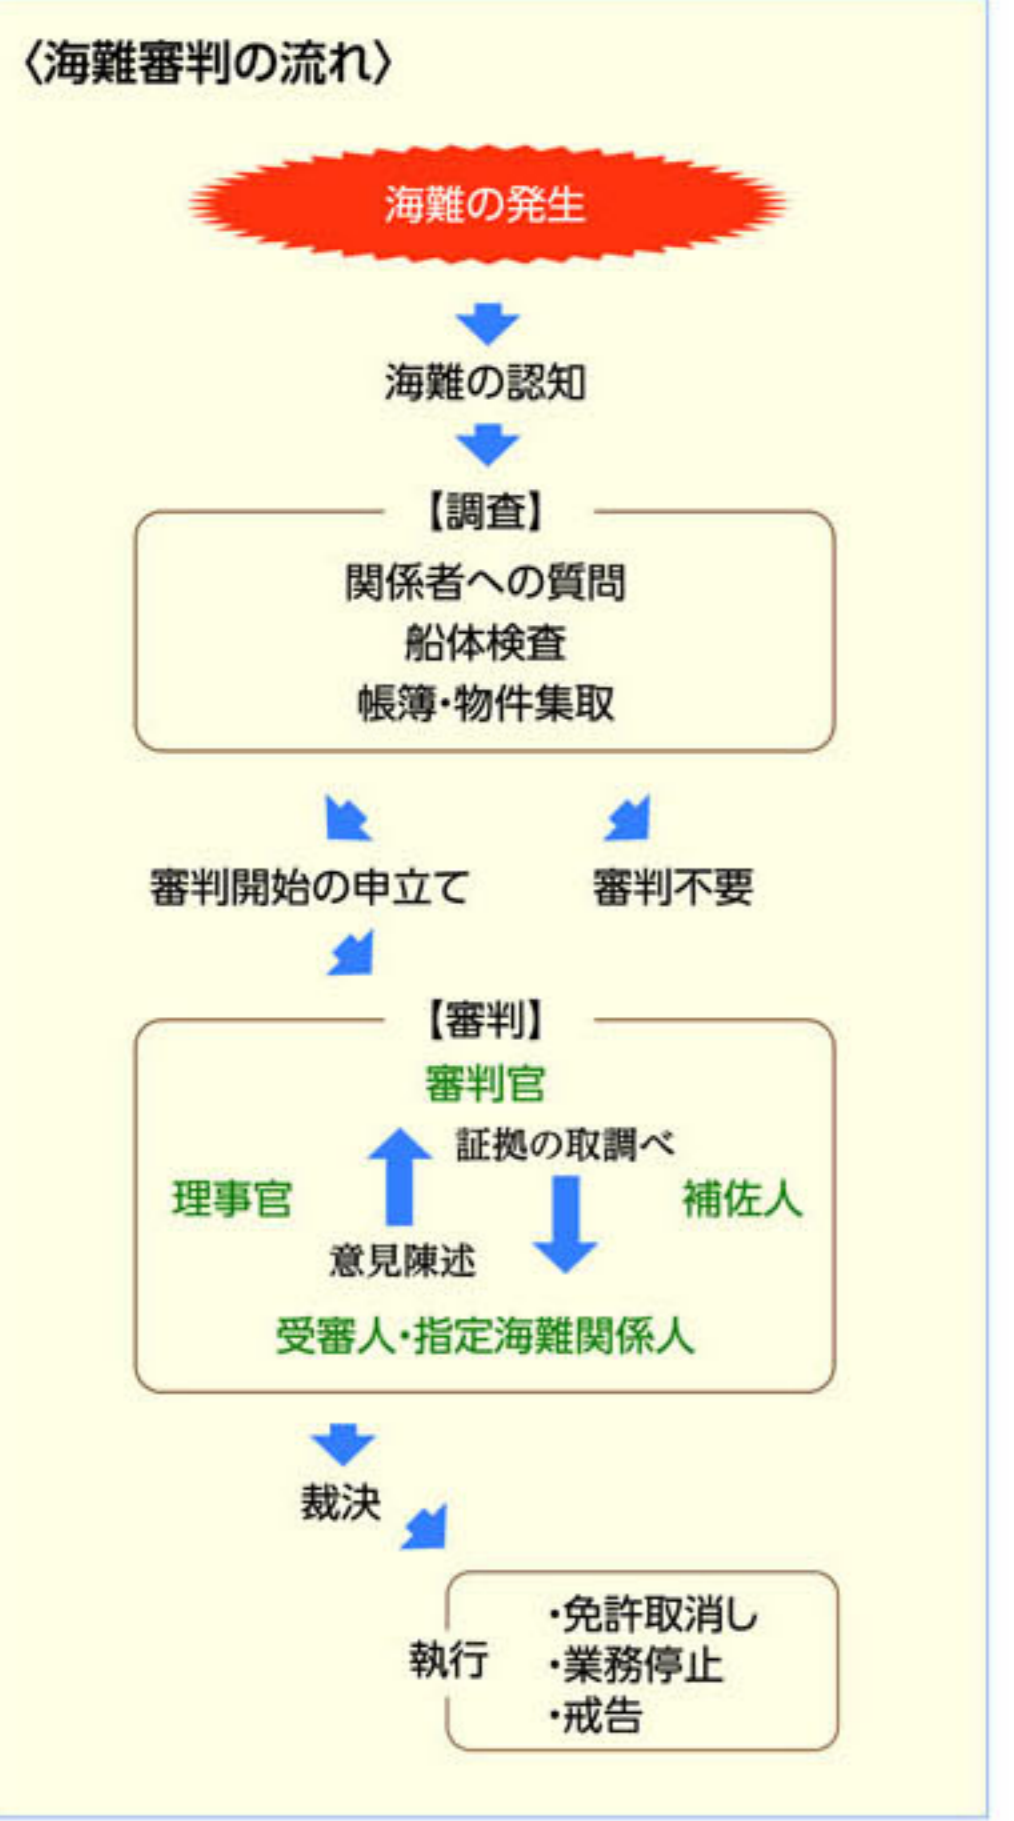 〈海難審判の流れ〉
海難の発生
海難の認知
【調査】
関係者への質問
船体検査
帳簿・物件集取
審判開始の申立て
審判不要
【審判】
審判官
証拠の取調べ
理事官
補佐人
意見陳述
受審人・指定海難関係人
裁決
執行
・免許取消し
・業務停止
・戒告